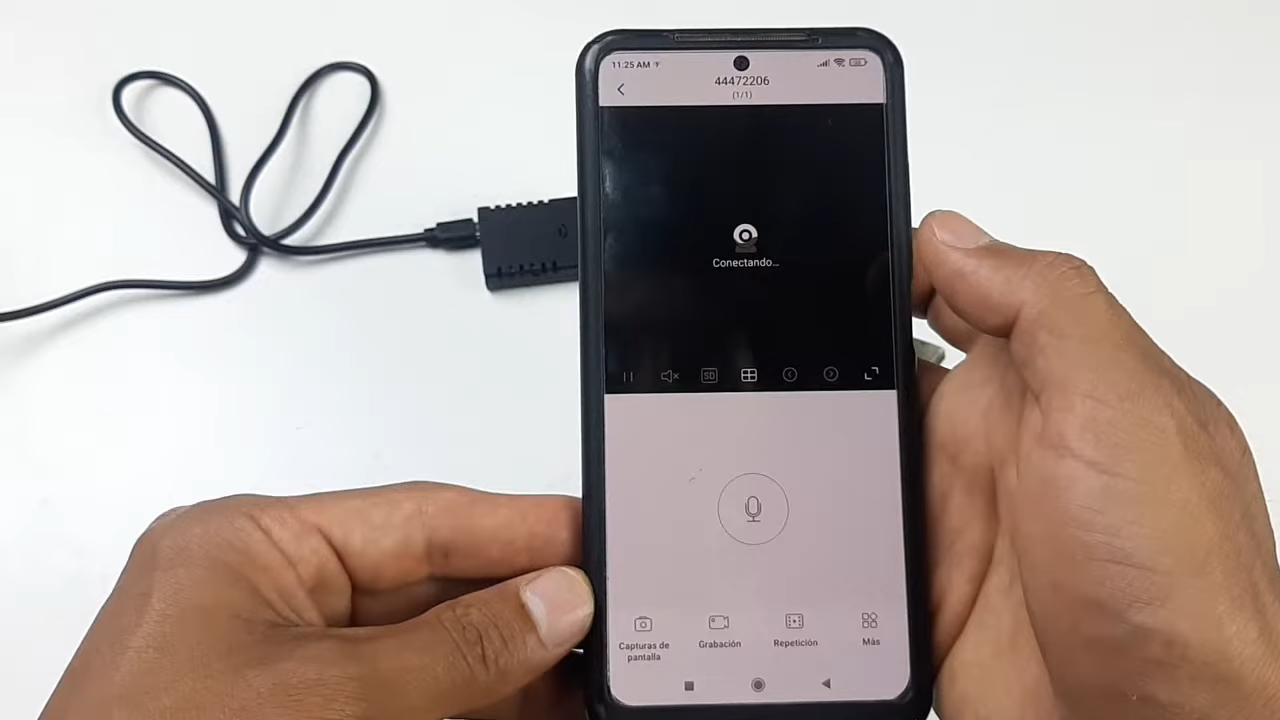 11:25 AM
44472206
(1/1)
Conectando...
SD
Capturas de
pantalla
Grabación
Repetición
Más